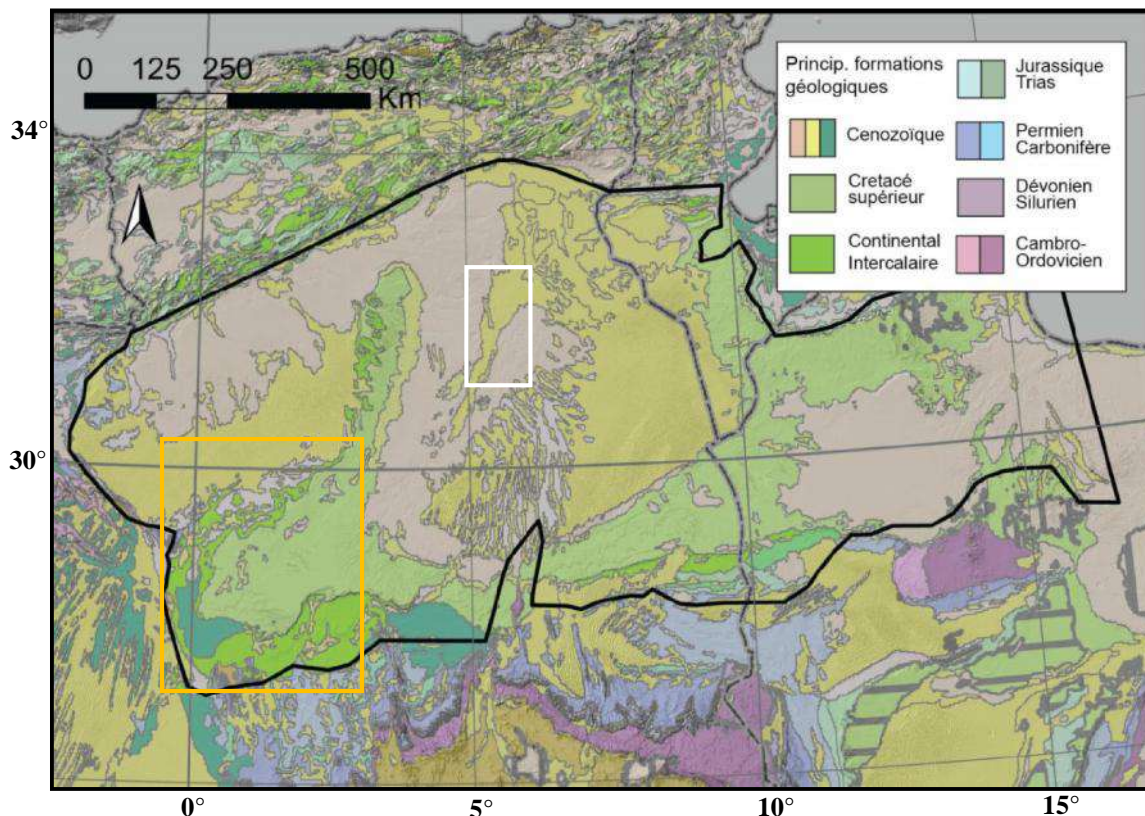 0 125 250 500
Km
Princip. formations
géologiques
Cenozoïque
Crétacé
supérieur
Continental
Intercalaire
Jurassique
Trias
Permien
Carbonifère
Dévonien
Silurien
Cambro-
Ordovicien
34°
30°
0° 5° 10° 15°